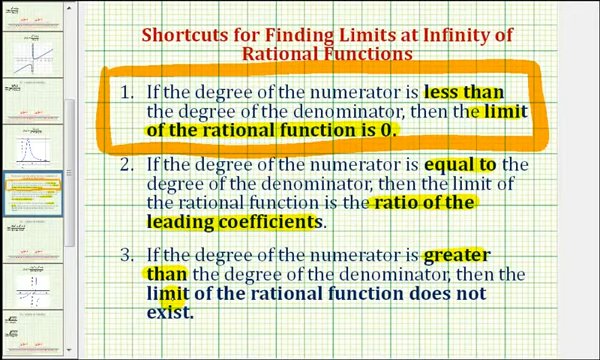 Shortcuts for Finding Limits at Infinity of
Rational Functions
1. If the degree of the numerator is less than
the degree of the denominator, then the limit
of the rational function is 0.
2. If the degree of the numerator is equal to the
degree of the denominator, then the limit of
the rational function is the ratio of the
leading coefficients.
3. If the degree of the numerator is greater
than the degree of the denominator, then the
limit of the rational function does not
exist.